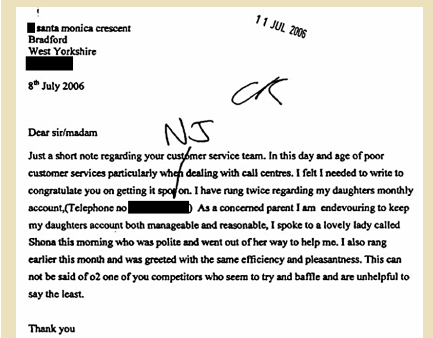 santa monica crescent
Bradford
West Yorkshire
11 JUL 2006
8th July 2006
CK
Dear sir/madam
NJ
Just a short note regarding your customer service team. In this day and age of poor
customer services particularly when dealing with call centres. I felt I needed to write to
congratulate you on getting it spot on. I have rung twice regarding my daughters monthly
account,(Telephone no ) As a concerned parent I am endevouring to keep
my daughters account both manageable and reasonable, I spoke to a lovely lady called
Shona this morning who was polite and went out of her way to help me. I also rang
earlier this month and was greeted with the same efficiency and pleasantness. This can
not be said of o2 one of you competitors who seem to try and baffle and are unhelpful to
say the least.
Thank you